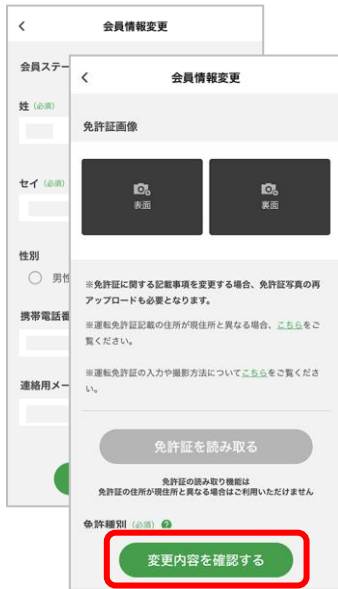 会員情報変更
会員ステー
姓 (必須)
セイ (必須)
性別
男性
携帯電話番
連絡用メー
会員情報変更
免許証画像
表面
裏面
※免許証に関する記載事項を変更する場合、免許証写真の再
アップロードも必要となります。
※運転免許証記載の住所が現住所と異なる場合、こちらをご
覧ください。
※運転免許証の入力や撮影方法についてこちらをご覧くださ
い。
免許証を読み取る
免許証の読み取り機能は
免許証の住所が現住所と異なる場合はご利用いただけません
免許種別 (必須) ?
変更内容を確認する